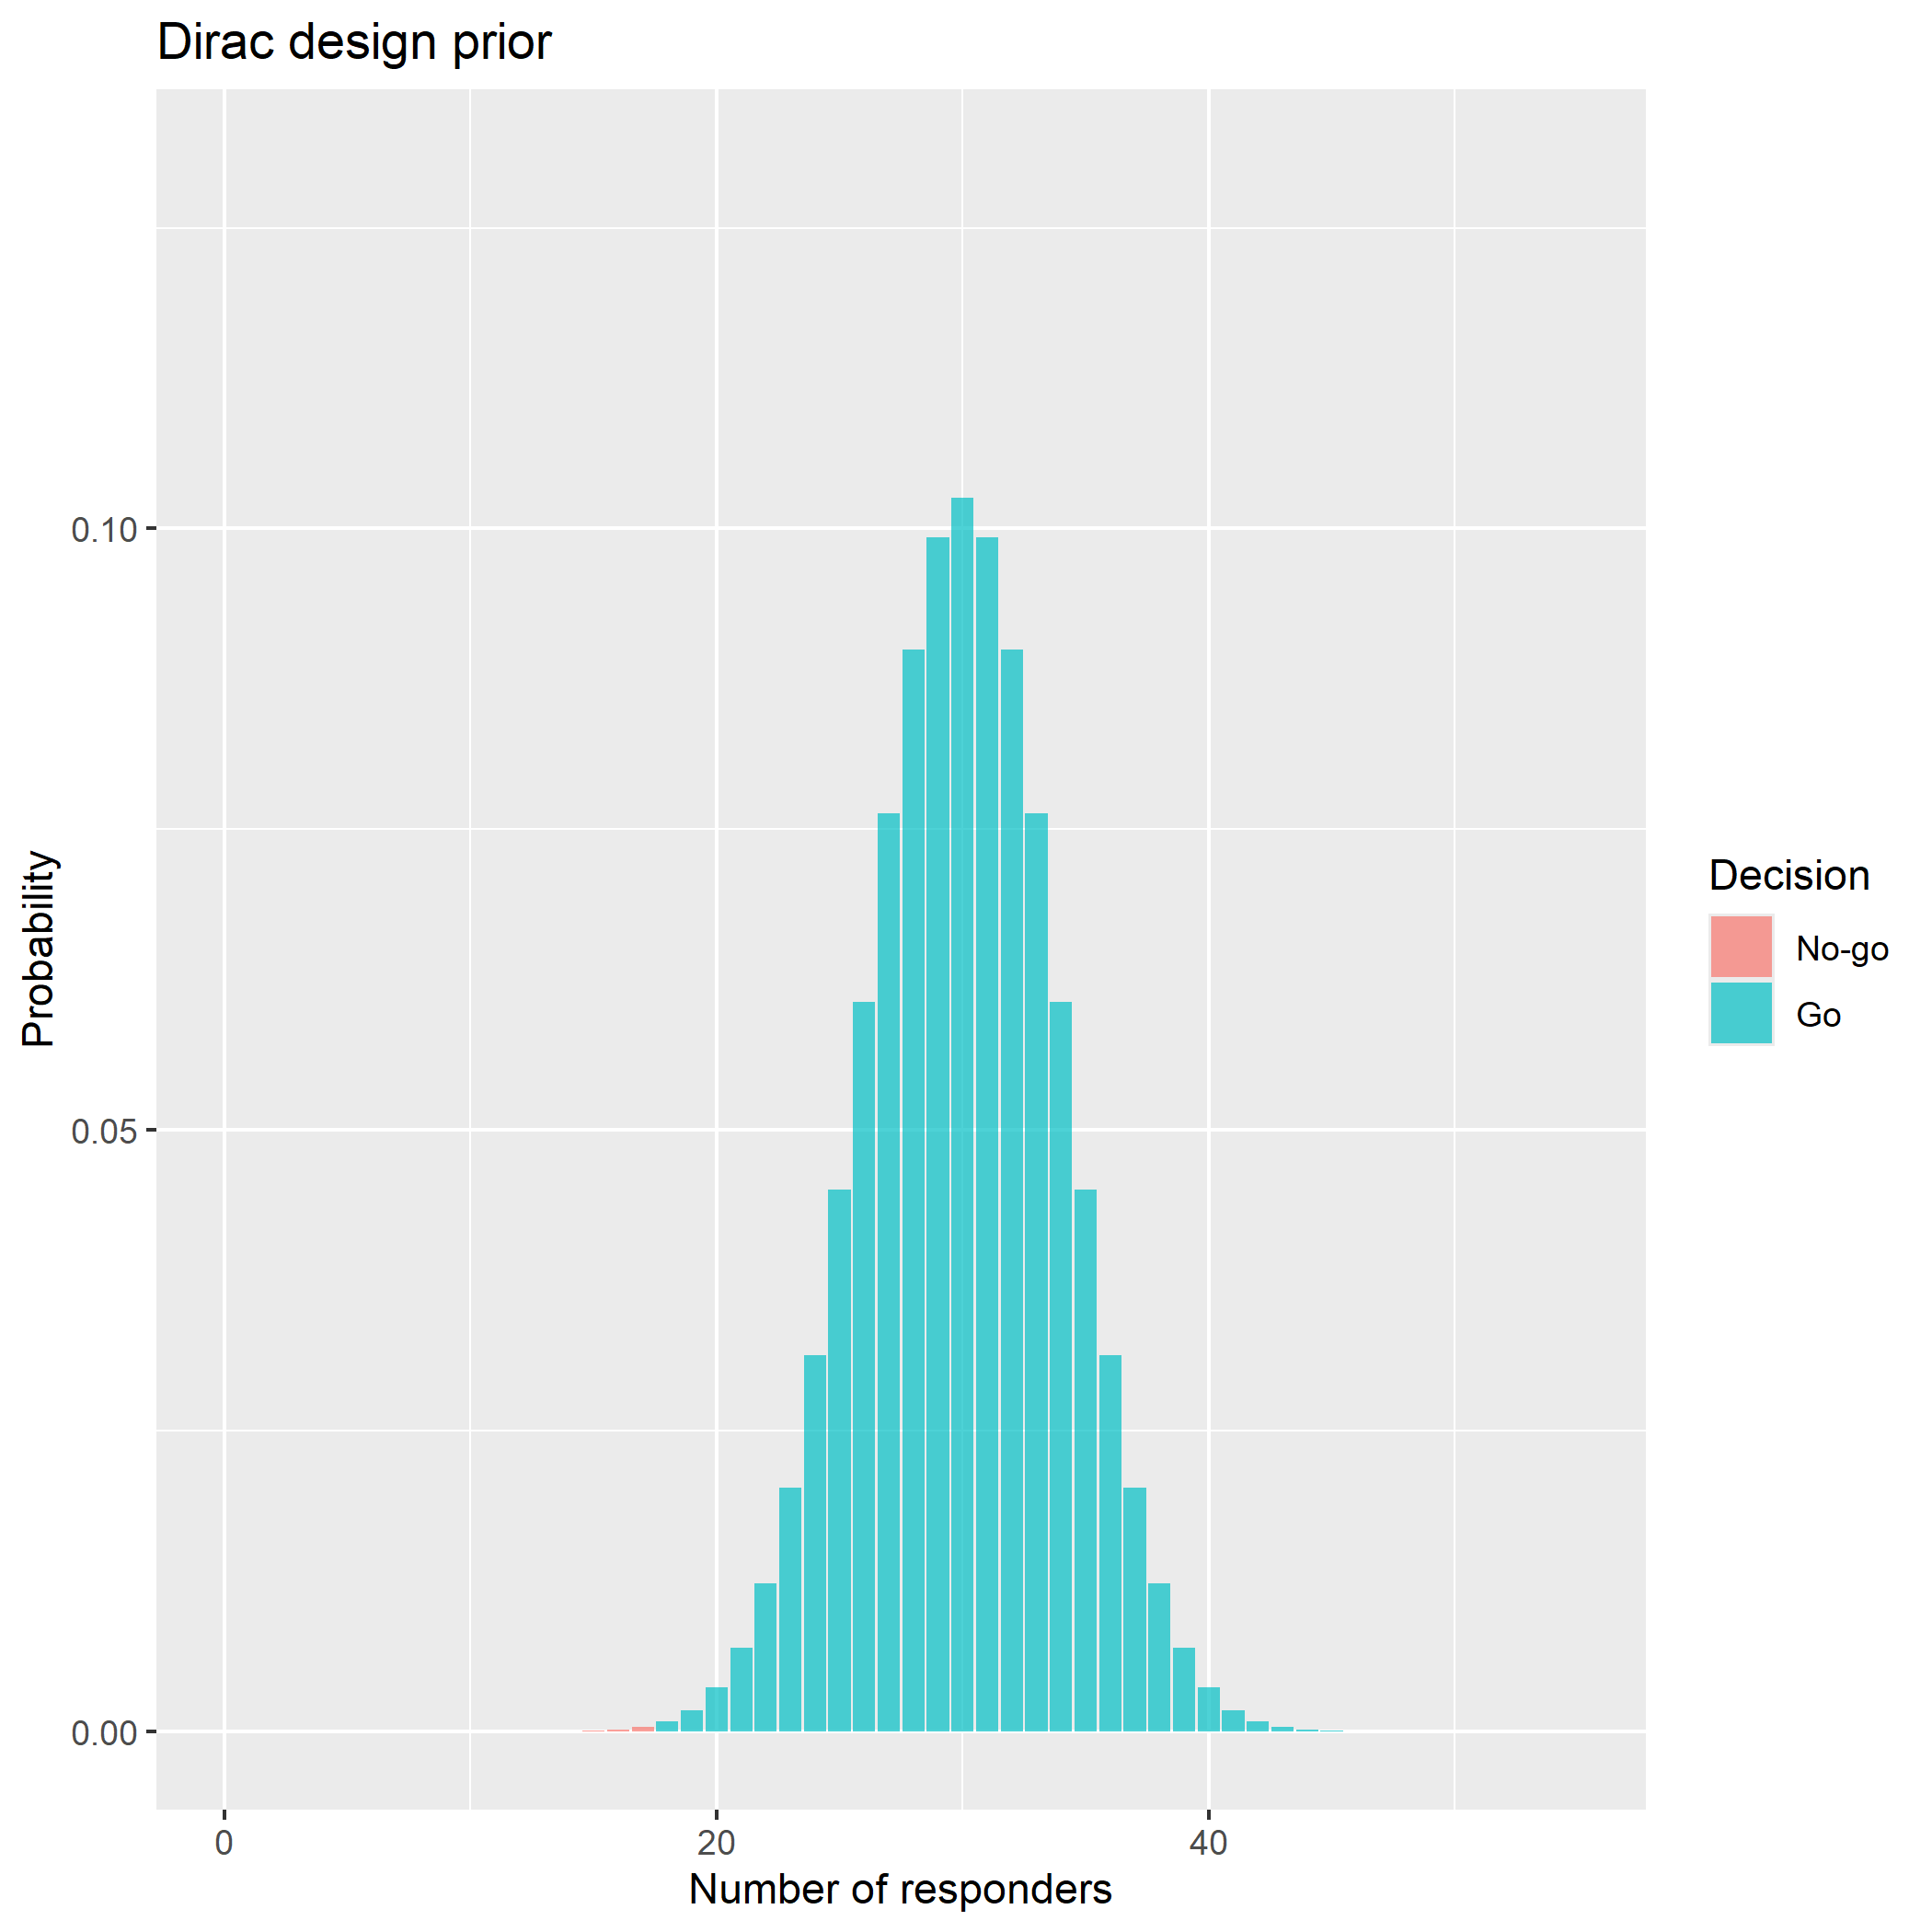 Dirac design prior
0.10
0.05
0.00
Probability
0
20
40
Number of responders
Decision
No-go
Go